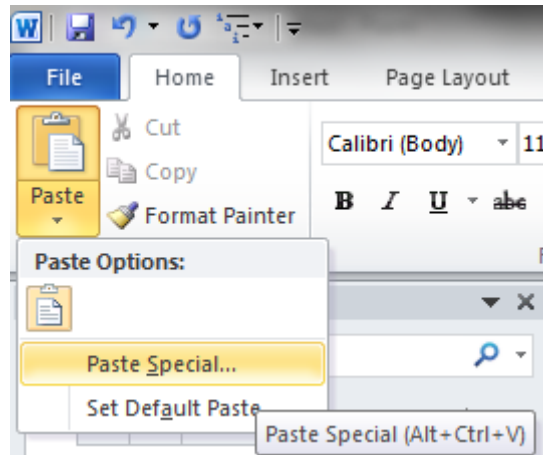 W
File Home Insert Page Layout
Cut
Calibri (Body) 11
Copy
Paste
Format Painter
B I U abc
Paste Options:
Paste Special...
Set Default Paste
Paste Special (Alt+Ctrl+V)